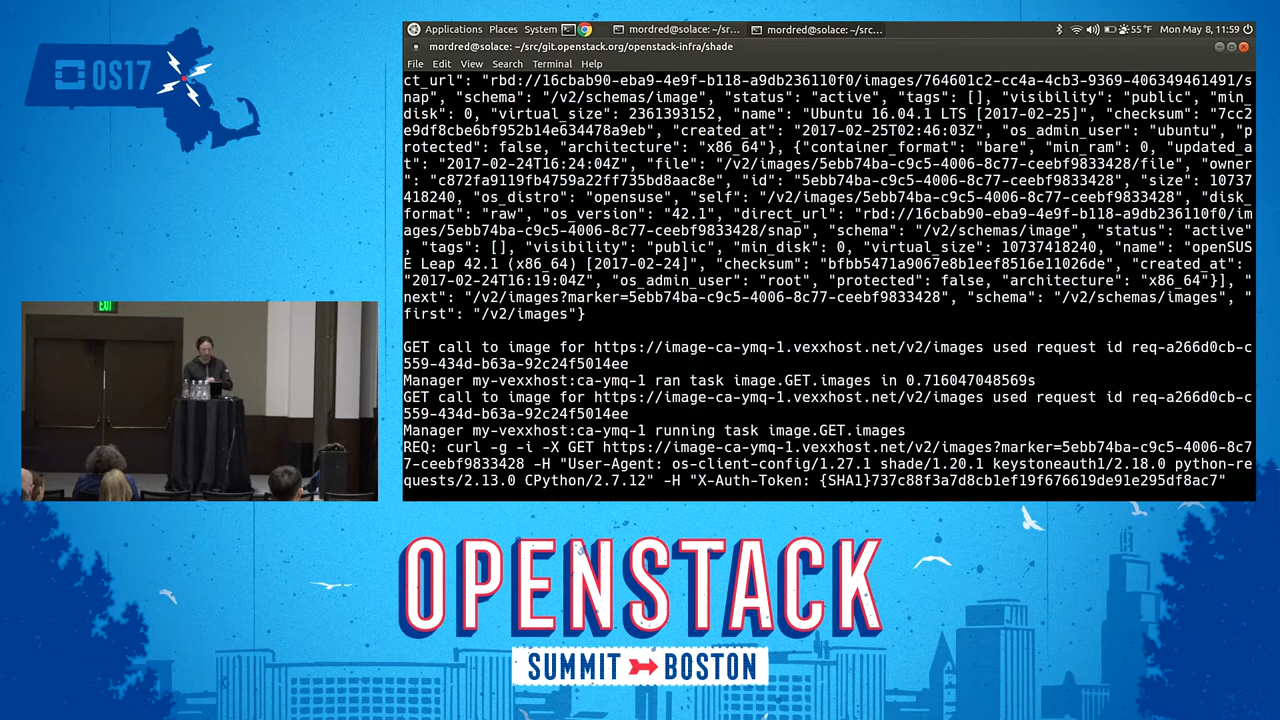 OS17
EXIT
Applications Places System mordred@solace: ~/sr... mordred@solace: ~/src... 55 °F Mon May 8, 11:59
mordred@solace: ~/src/git.openstack.org/openstack-infra/shade
File Edit View Search Terminal Help
ct_url": "rbd://16cbab90-eba9-4e9f-b118-a9db236110f0/images/764601c2-cc4a-4cb3-9369-406349461491/s
nap", "schema": "/v2/schemas/image", "status": "active", "tags": [], "visibility": "public", "min_
disk": 0, "virtual_size": 2361393152, "name": "Ubuntu 16.04.1 LTS [2017-02-25]", "checksum": "7cc2
e9df8cbe6bf952b14e634478a9eb", "created_at": "2017-02-25T02:46:03Z", "os_admin_user": "ubuntu", "p
rotected": false, "architecture": "x86_64"}, {"container_format": "bare", "min_ram": 0, "updated_a
t": "2017-02-24T16:24:04Z", "file": "/v2/images/5ebb74ba-c9c5-4006-8c77-ceebf9833428/file", "owner
": "c872fa9119fb4759a22ff735bd8aac8e", "id": "5ebb74ba-c9c5-4006-8c77-ceebf9833428", "size": 10737
418240, "os_distro": "opensuse", "self": "/v2/images/5ebb74ba-c9c5-4006-8c77-ceebf9833428", "disk_
format": "raw", "os_version": "42.1", "direct_url": "rbd://16cbab90-eba9-4e9f-b118-a9db236110f0/im
ages/5ebb74ba-c9c5-4006-8c77-ceebf9833428/snap", "schema": "/v2/schemas/image", "status": "active"
, "tags": [], "visibility": "public", "min_disk": 0, "virtual_size": 10737418240, "name": "openSUS
E Leap 42.1 (x86_64) [2017-02-24]", "checksum": "bfbb5471a9067e8b1eef8516e11026de", "created_at":
"2017-02-24T16:19:04Z", "os_admin_user": "root", "protected": false, "architecture": "x86_64"}],
"next": "/v2/images?marker=5ebb74ba-c9c5-4006-8c77-ceebf9833428", "schema": "/v2/schemas/images", "
first": "/v2/images"}
GET call to image for https://image-ca-ymq-1.vexxhost.net/v2/images used request id req-a266d0cb-c
559-434d-b63a-92c24f5014ee
Manager my-vexxhost:ca-ymq-1 ran task image.GET.images in 0.716047048569s
GET call to image for https://image-ca-ymq-1.vexxhost.net/v2/images used request id req-a266d0cb-c
559-434d-b63a-92c24f5014ee
Manager my-vexxhost:ca-ymq-1 running task image.GET.images
REQ: curl -g -i -X GET https://image-ca-ymq-1.vexxhost.net/v2/images?marker=5ebb74ba-c9c5-4006-8c7
7-ceebf9833428 -H "User-Agent: os-client-config/1.27.1 shade/1.20.1 keystoneauth1/2.18.0 python-re
quests/2.13.0 CPython/2.7.12" -H "X-Auth-Token: {SHA1}737c88f3a7d8cb1ef19f676619de91e295df8ac7"
OPENSTACK
SUMMIT BOSTON